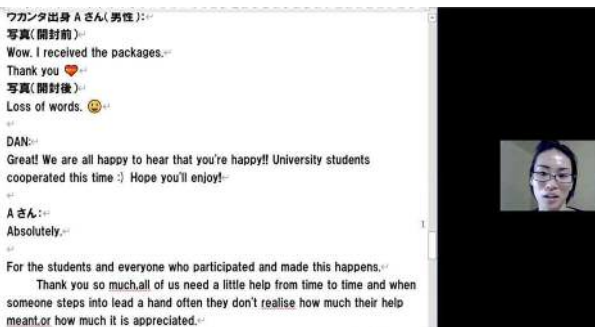 ワカンダ出身 A さん(男性):
写真(開封前)
Wow. I received the packages.
Thank you
写真(開封後)
Loss of words.
DAN:
Great! We are all happy to hear that you're happy!! University students
cooperated this time :) Hope you'll enjoy!
A さん:
Absolutely.
1
For the students and everyone who participated and made this happens.
Thank you so much,all of us need a little help from time to time and when
someone steps into lead a hand often they don't realise how much their help
meant,or how much it is appreciated.